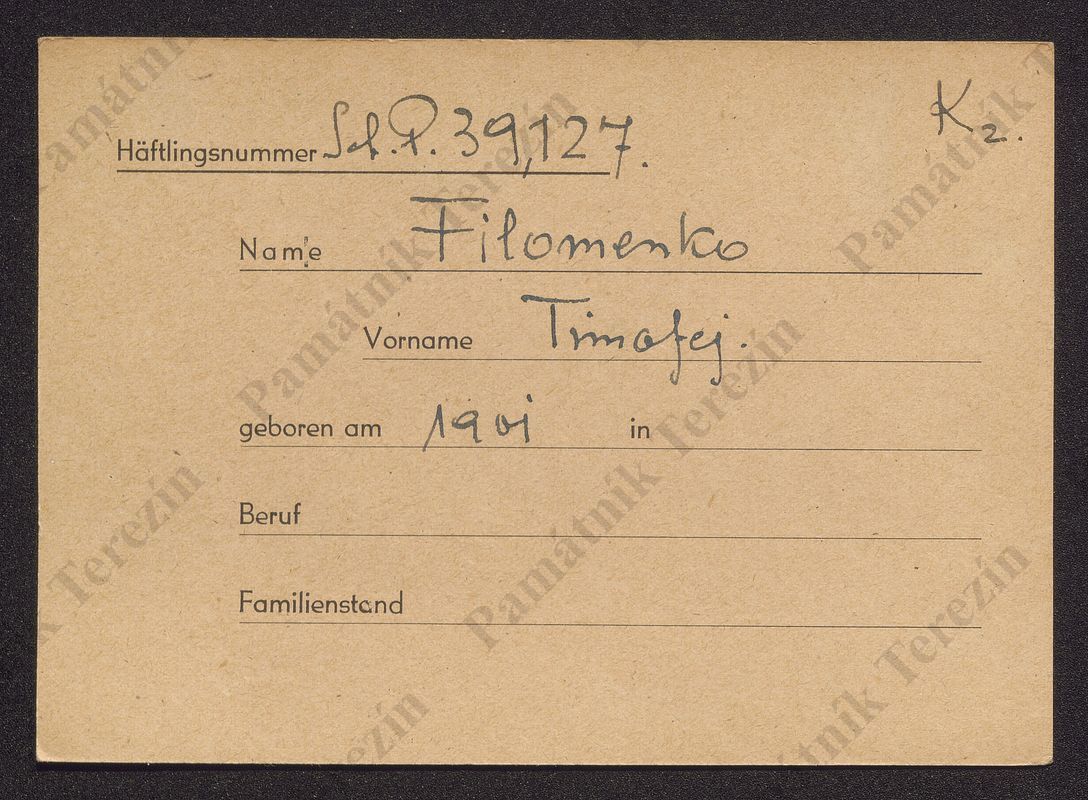 K2.
Häftlingsnummer Sch.P. 39,127.
Name Filomenko
Vorname Timofej.
geboren am 1901 in
Beruf
Familienstand
Památník Terezín